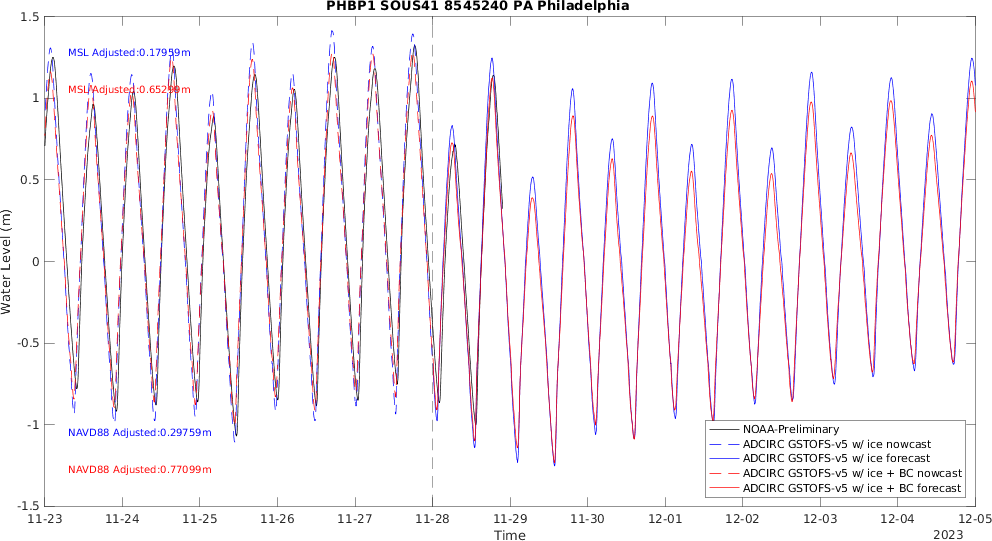 PHBP1 SOUS41 8545240 PA Philadelphia
1.5
1
0.5
0
-0.5
-1
-1.5
Water Level (m)
MSL Adjusted:0.17959m
MSL Adjusted:0.65299m
NAVD88 Adjusted:0.29759m
NAVD88 Adjusted:0.77099m
NOAA-Preliminary
ADCIRC GSTOFS-v5 w/ ice nowcast
ADCIRC GSTOFS-v5 w/ ice forecast
ADCIRC GSTOFS-v5 w/ ice + BC nowcast
ADCIRC GSTOFS-v5 w/ ice + BC forecast
11-23 11-24 11-25 11-26 11-27 11-28 11-29 11-30 12-01 12-02 12-03 12-04 12-05
Time
2023